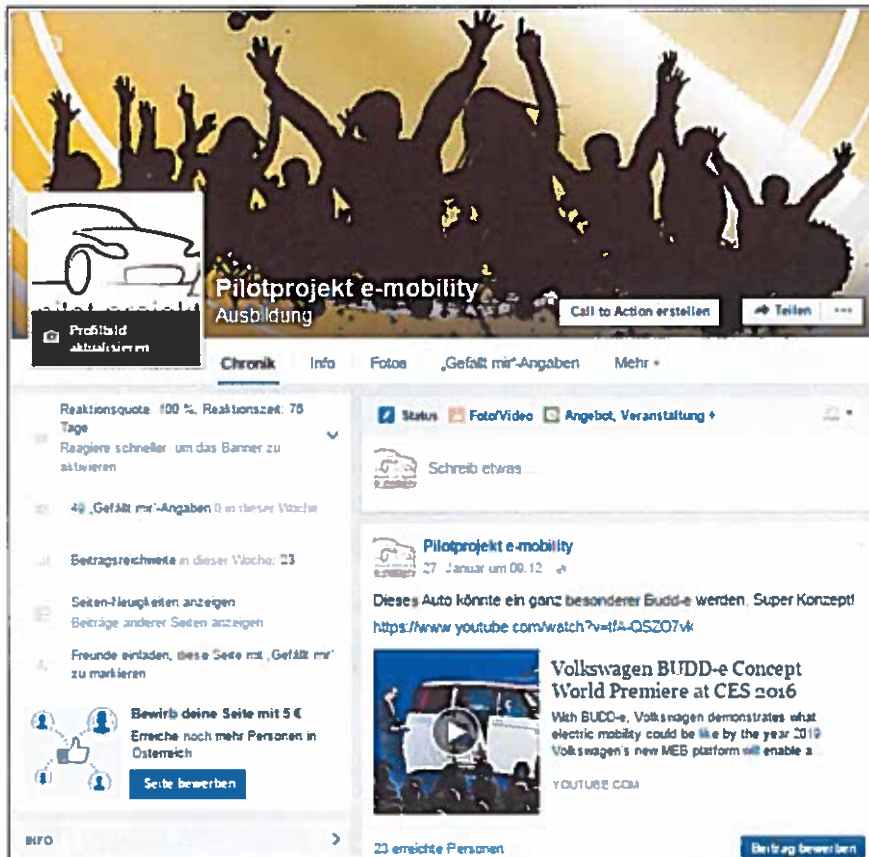 Pilotprojekt e-mobility
Ausbildung
Call to Action erstellen
Teilen
Profilbild
aktualisieren
Chronik
Info
Fotos
„Gefällt mir“-Angaben
Mehr
Reaktionsquote: 100 %, Reaktionszeit: 76
Tage
Reagiere schneller, um das Banner zu
aktivieren
„Gefällt mir“-Angaben 0 in dieser Woche
Beitragsreichweite in dieser Woche: 23
Seiten-Neuigkeiten anzeigen
Beiträge anderer Seiten anzeigen
Freunde einladen, diese Seite mit „Gefällt mir“
zu markieren
Bewirb deine Seite mit 5 €
Erreiche noch mehr Personen in
Österreich
Seite bewerben
INFO
Status Foto/Video Angebot, Veranstaltung +
Schreib etwas
Pilotprojekt e-mobility
27. Januar um 09:12
Dieses Auto könnte ein ganz besonderer Budd-e werden. Super Konzept!
https://www.youtube.com/watch?v=
Volkswagen BUDD-e Concept
World Premiere at CES 2016
With BUDD-e, Volkswagen demonstrates what
electric mobility could be like by the year 2019
Volkswagen's new MEB platform will enable a
YOUTUBE.COM
23 erreichte Personen
Beitrag bewerben